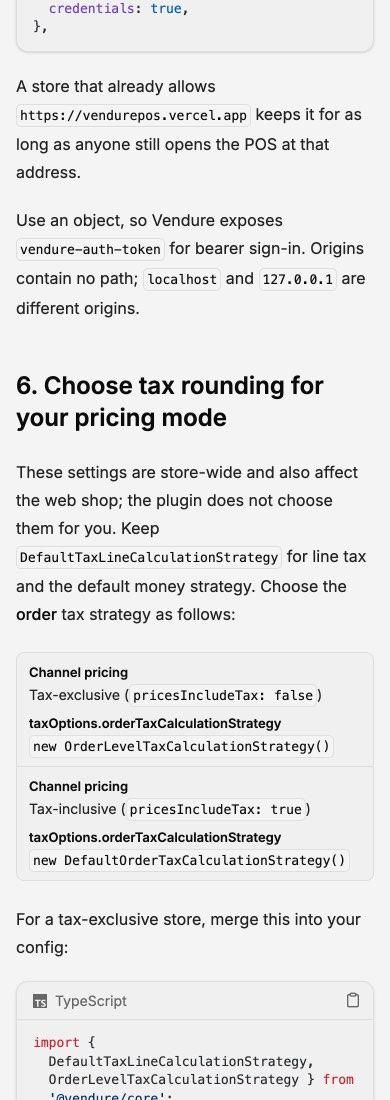 credentials: true,
},
A store that already allows
https://vendurepos.vercel.app keeps it for as
long as anyone still opens the POS at that
address.
Use an object, so Vendure exposes
vendure-auth-token for bearer sign-in. Origins
contain no path; localhost and 127.0.0.1 are
different origins.
6. Choose tax rounding for
your pricing mode
These settings are store-wide and also affect
the web shop; the plugin does not choose
them for you. Keep
DefaultTaxLineCalculationStrategy for line tax
and the default money strategy. Choose the
order tax strategy as follows:
Channel pricing
Tax-exclusive (pricesIncludeTax: false)
taxOptions.orderTaxCalculationStrategy
new OrderLevelTaxCalculationStrategy()
Channel pricing
Tax-inclusive (pricesIncludeTax: true)
taxOptions.orderTaxCalculationStrategy
new DefaultOrderTaxCalculationStrategy()
For a tax-exclusive store, merge this into your
config:
TS TypeScript
import {
DefaultTaxLineCalculationStrategy,
OrderLevelTaxCalculationStrategy } from
'@vendure/core';